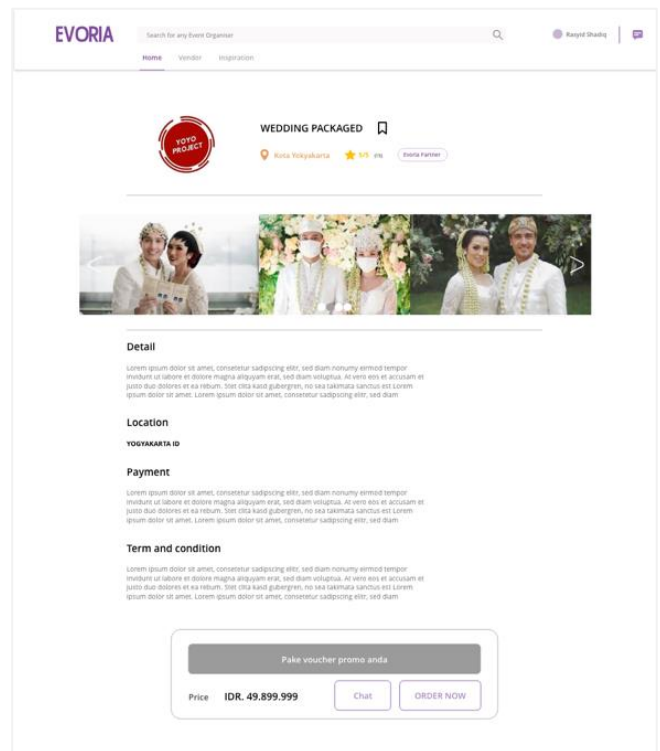 EVORIA
Search for any Event Organiser
Rasyid Shadiq
Home Vendor Inspiration
YOYO
PROJECT
WEDDING PACKAGED
Kota Yokyakarta 5/5 Evoria Partner
Detail
Lorem ipsum dolor sit amet, consetetur sadipscing elitr, sed diam nonumy eirmod tempor
invidunt ut labore et dolore magna aliquyam erat, sed diam voluptua. At vero eos et accusam et
justo duo dolores et ea rebum. Stet clita kasd gubergren, no sea takimata sanctus est Lorem
ipsum dolor sit amet. Lorem ipsum dolor sit amet, consetetur sadipscing elitr, sed diam
Location
YOGYAKARTA ID
Payment
Lorem ipsum dolor sit amet, consetetur sadipscing elitr, sed diam nonumy eirmod tempor
invidunt ut labore et dolore magna aliquyam erat, sed diam voluptua. At vero eos et accusam et
justo duo dolores et ea rebum. Stet clita kasd gubergren, no sea takimata sanctus est Lorem
ipsum dolor sit amet. Lorem ipsum dolor sit amet, consetetur sadipscing elitr, sed diam
Term and condition
Lorem ipsum dolor sit amet, consetetur sadipscing elitr, sed diam nonumy eirmod tempor
invidunt ut labore et dolore magna aliquyam erat, sed diam voluptua. At vero eos et accusam et
justo duo dolores et ea rebum. Stet clita kasd gubergren, no sea takimata sanctus est Lorem
ipsum dolor sit amet. Lorem ipsum dolor sit amet, consetetur sadipscing elitr, sed diam
Pake voucher promo anda
Price IDR. 49.899.999 Chat ORDER NOW